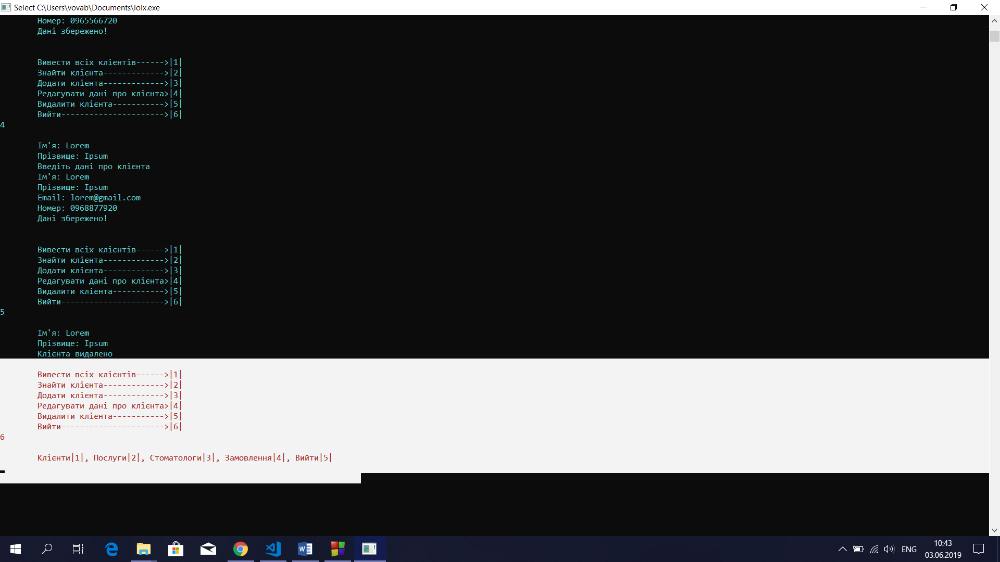 Select C:\Users\vovab\Documents\lolx.exe
Номер: 0965566720
Дані збережено!
Вивести всіх клієнтів------>|1|
Знайти клієнта------------->|2|
Додати клієнта------------->|3|
Редагувати дані про клієнта>|4|
Видалити клієнта----------->|5|
Вийти---------------------->|6|
4
Ім'я: Lorem
Прізвище: Ipsum
Введіть дані про клієнта
Ім'я: Lorem
Прізвище: Ipsum
Email: lorem@gmail.com
Номер: 0968877920
Дані збережено!
Вивести всіх клієнтів------>|1|
Знайти клієнта------------->|2|
Додати клієнта------------->|3|
Редагувати дані про клієнта>|4|
Видалити клієнта----------->|5|
Вийти---------------------->|6|
5
Ім'я: Lorem
Прізвище: Ipsum
Клієнта видалено
Вивести всіх клієнтів------>|1|
Знайти клієнта------------->|2|
Додати клієнта------------->|3|
Редагувати дані про клієнта>|4|
Видалити клієнта----------->|5|
Вийти---------------------->|6|
6
Клієнти|1|, Послуги|2|, Стоматологи|3|, Замовлення|4|, Вийти|5|
ENG
10:43
03.06.2019